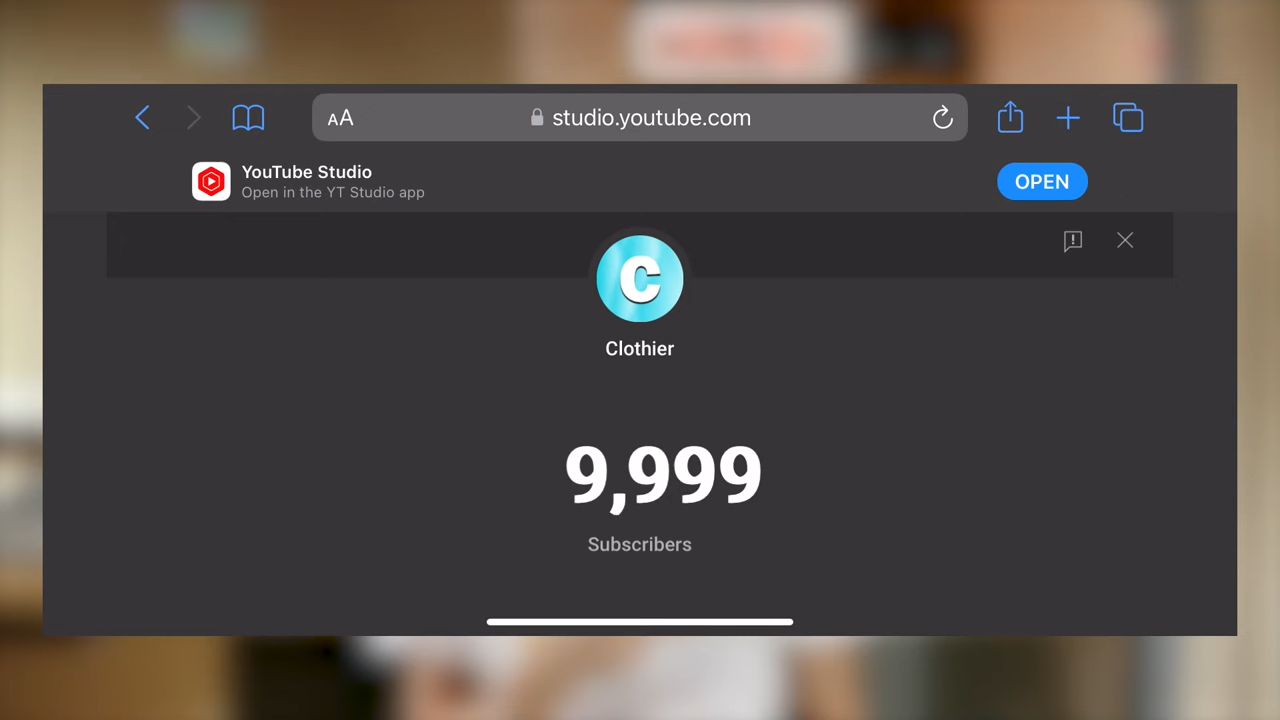 AA studio.youtube.com
YouTube Studio
Open in the YT Studio app
OPEN
C
Clothier
9,999
Subscribers